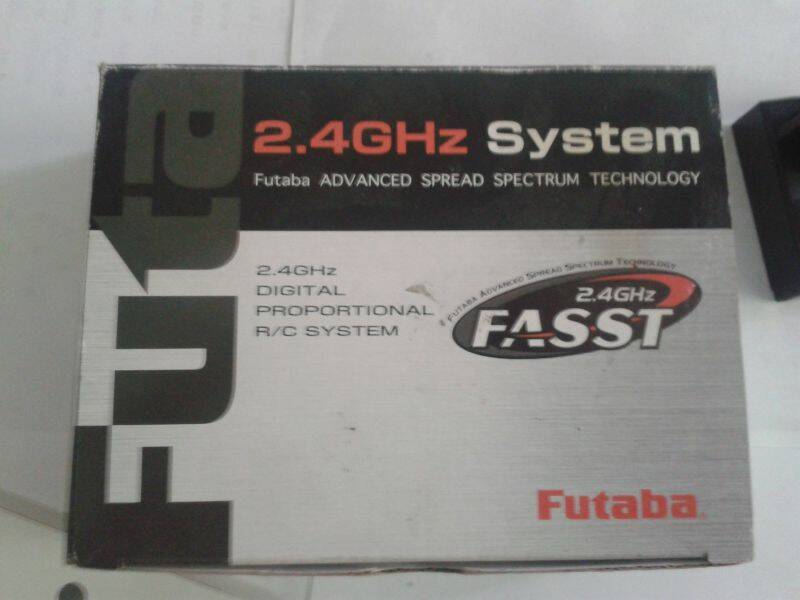 2.4GHz System
Futaba ADVANCED SPREAD SPECTRUM TECHNOLOGY
2.4GHz
DIGITAL
PROPORTIONAL
R/C SYSTEM
FUTABA ADVANCED SPREAD SPECTRUM TECHNOLOGY
2.4GHz
FASST
Futaba
Futaba